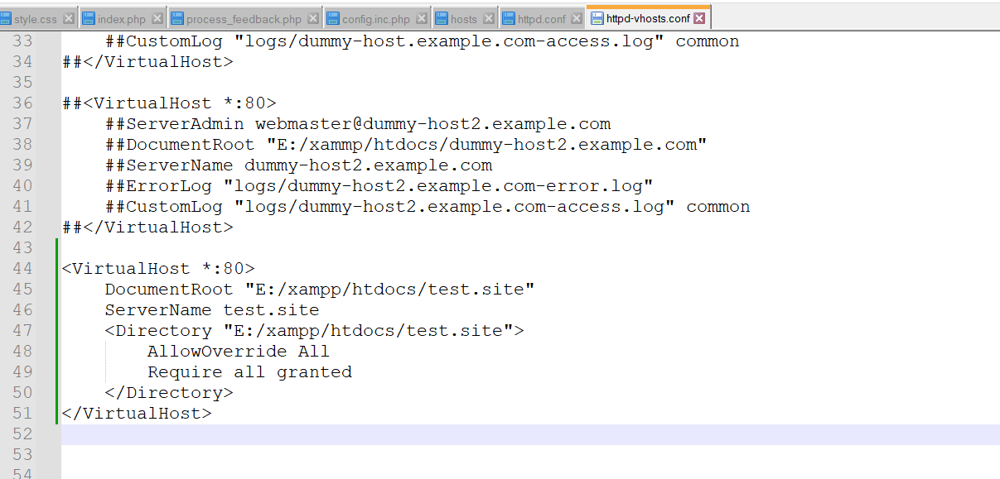 style.css index.php process_feedback.php config.inc.php hosts httpd.conf httpd-vhosts.conf
33 ##CustomLog "logs/dummy-host.example.com-access.log" common
34 ##</VirtualHost>
35
36 ##<VirtualHost *:80>
37 ##ServerAdmin webmaster@dummy-host2.example.com
38 ##DocumentRoot "E:/xammp/htdocs/dummy-host2.example.com"
39 ##ServerName dummy-host2.example.com
40 ##ErrorLog "logs/dummy-host2.example.com-error.log"
41 ##CustomLog "logs/dummy-host2.example.com-access.log" common
42 ##</VirtualHost>
43
44 <VirtualHost *:80>
45 DocumentRoot "E:/xampp/htdocs/test.site"
46 ServerName test.site
47 <Directory "E:/xampp/htdocs/test.site">
48 AllowOverride All
49 Require all granted
50 </Directory>
51 </VirtualHost>
52
53
54